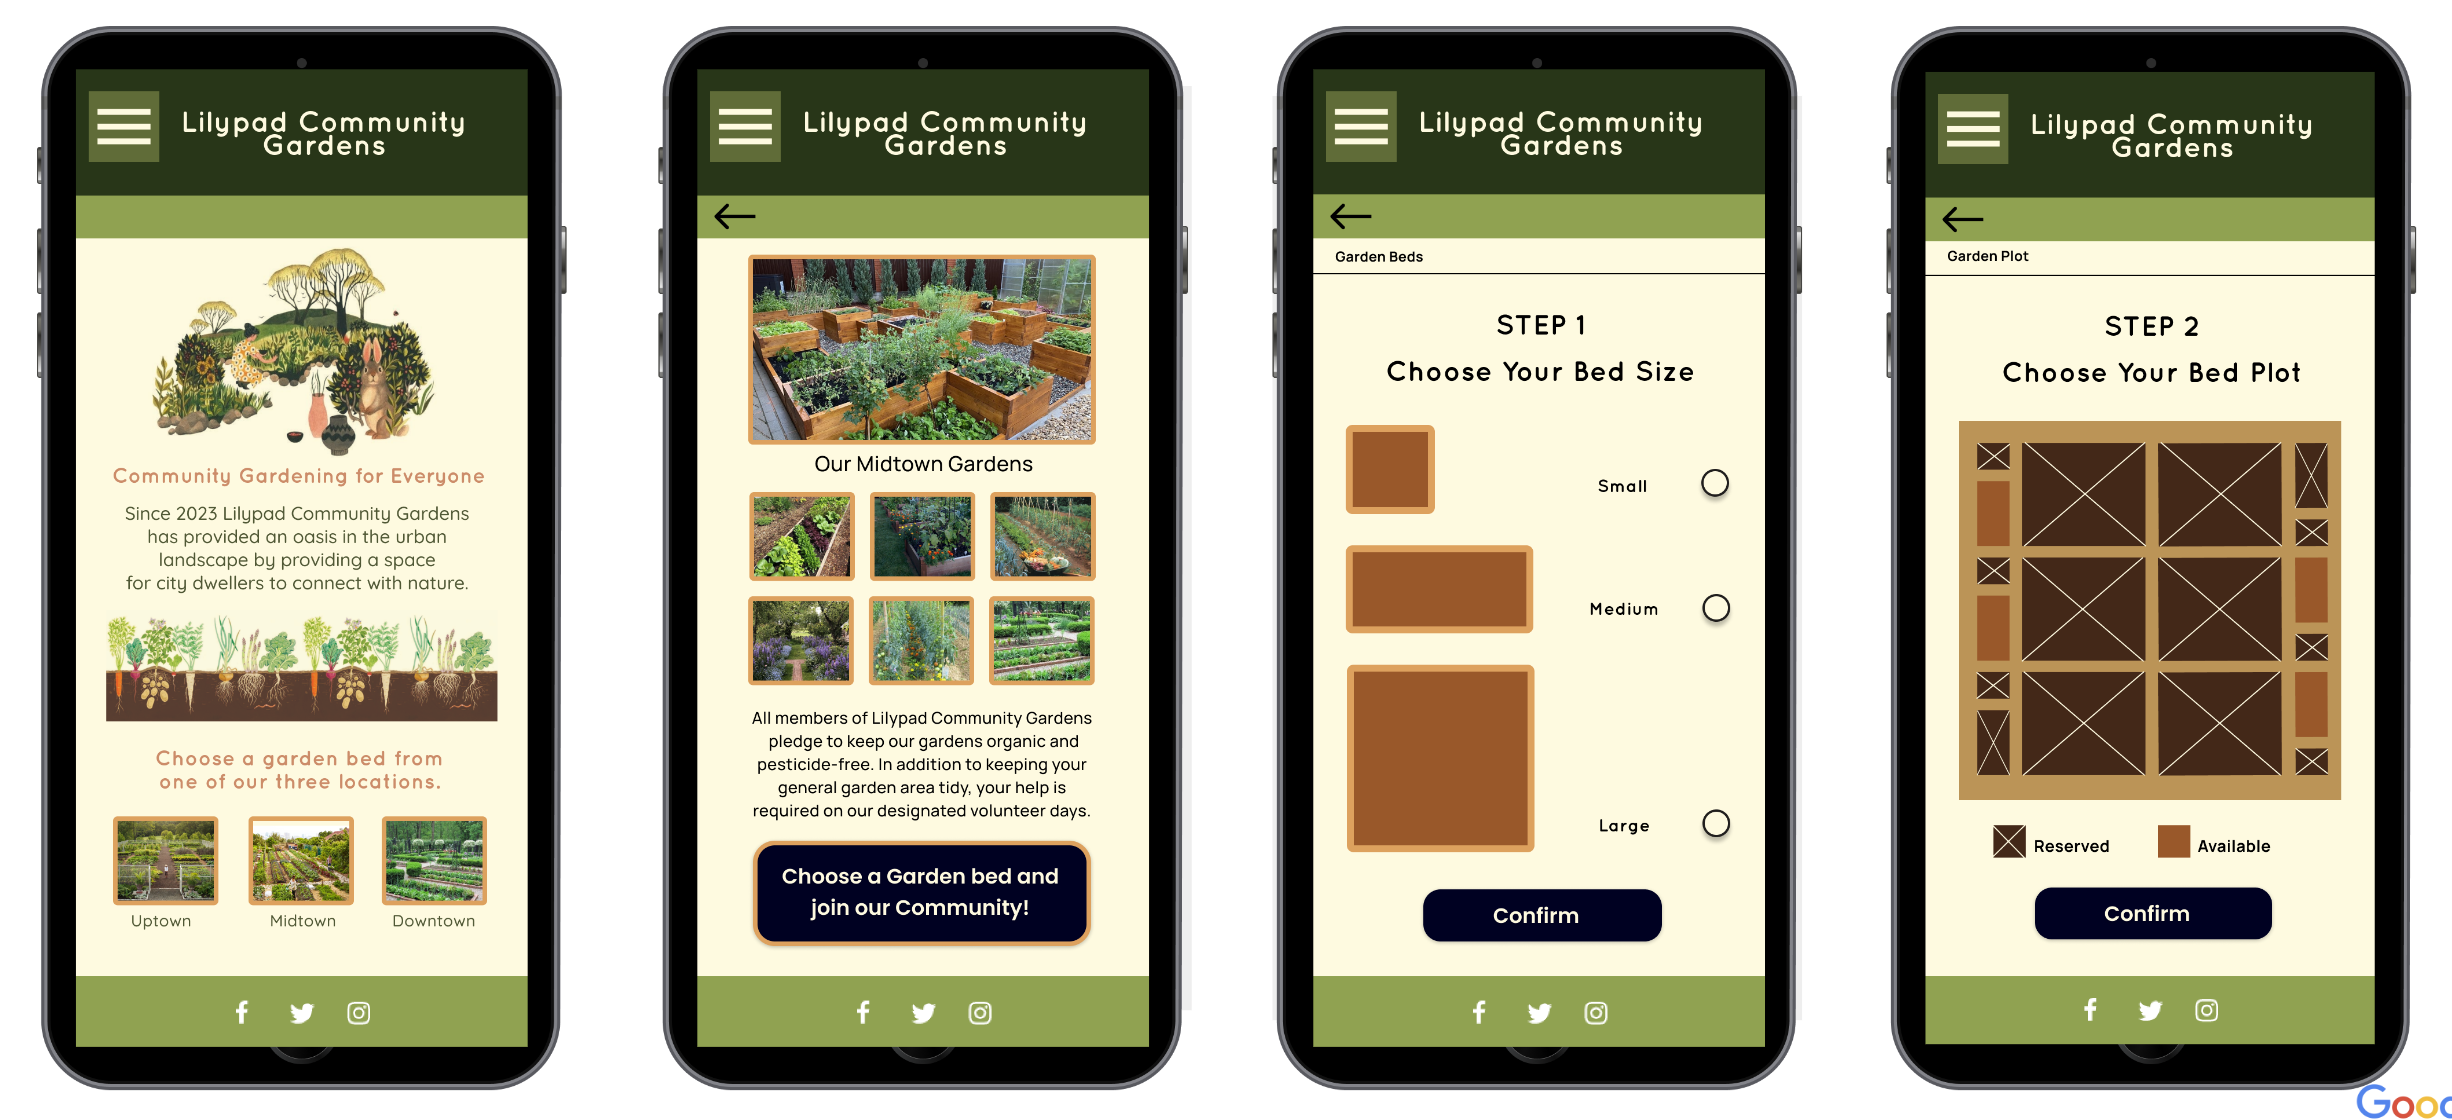 Lilypad Community
Gardens
Community Gardening for Everyone
Since 2023 Lilypad Community Gardens
has provided an oasis in the urban
landscape by providing a space
for city dwellers to connect with nature.
Choose a garden bed from
one of our three locations.
Uptown
Midtown
Downtown
Lilypad Community
Gardens
Our Midtown Gardens
All members of Lilypad Community Gardens
pledge to keep our gardens organic and
pesticide-free. In addition to keeping your
general garden area tidy, your help is
required on our designated volunteer days.
Choose a Garden bed and
join our Community!
Lilypad Community
Gardens
Garden Beds
STEP 1
Choose Your Bed Size
Small
Medium
Large
Confirm
Lilypad Community
Gardens
Garden Plot
STEP 2
Choose Your Bed Plot
Reserved
Available
Confirm